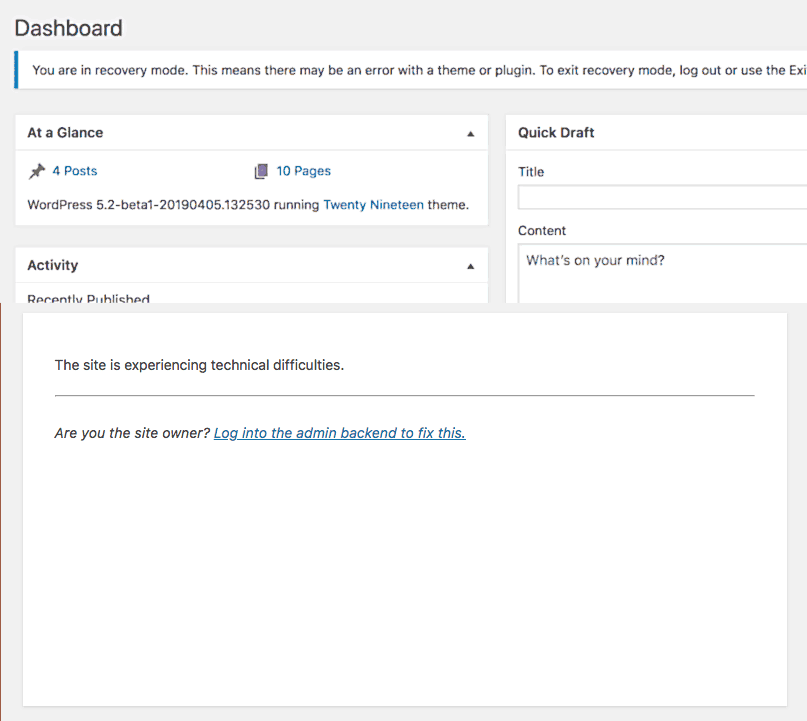 Dashboard
You are in recovery mode. This means there may be an error with a theme or plugin. To exit recovery mode, log out or use the Exi
At a Glance
Quick Draft
4 Posts
10 Pages
Title
WordPress 5.2-beta1-20190405.132530 running Twenty Nineteen theme.
Content
Activity
What's on your mind?
Recently Published
The site is experiencing technical difficulties.
Are you the site owner? Log into the admin backend to fix this.